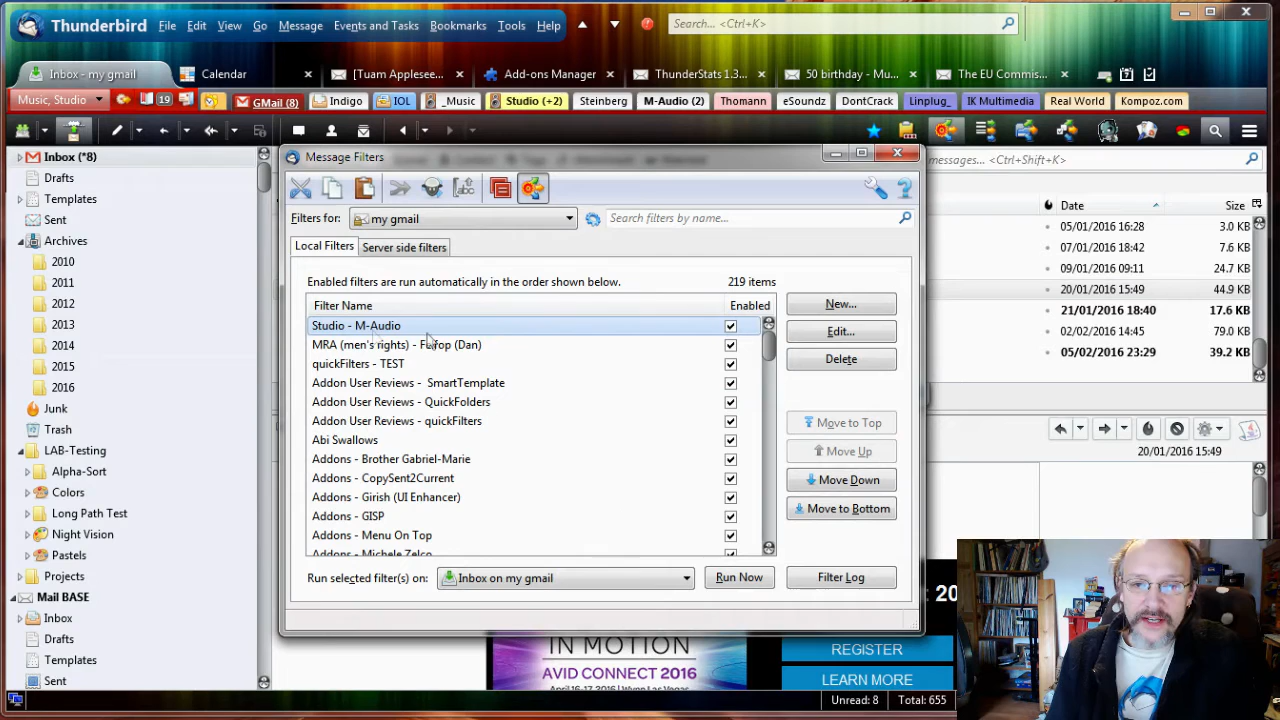 Thunderbird File Edit View Go Message Events and Tasks Bookmarks Tools Help Search... <Ctrl+K>
Inbox - my gmail Calendar [Tuam Applesee... Add-ons Manager ThunderStats 1.3... 50 birthday - Mu... The EU Commis...
Music, Studio 19 GMail (8) Indigo IOL _Music Studio (+2) Steinberg M-Audio (2) Thomann eSoundz DontCrack Linplug_ IK Multimedia Real World Kompoz.com
Inbox (*8)
Drafts
Templates
Sent
Archives
2010
2011
2012
2013
2014
2015
2016
Junk
Trash
LAB-Testing
Alpha-Sort
Colors
Long Path Test
Night Vision
Pastels
Projects
Mail BASE
Inbox
Drafts
Templates
Sent
Message Filters
Filters for: my gmail Search filters by name...
Local Filters Server side filters
Enabled filters are run automatically in the order shown below. 219 items
Filter Name Enabled
Studio - M-Audio
MRA (men's rights) - (Dan)
quickFilters - TEST
Addon User Reviews - SmartTemplate
Addon User Reviews - QuickFolders
Addon User Reviews - quickFilters
Abi Swallows
Addons - Brother Gabriel-Marie
Addons - CopySent2Current
Addons - Girish (UI Enhancer)
Addons - GISP
Addons - Menu On Top
Addons - Michele Zelco
New...
Edit...
Delete
Move to Top
Move Up
Move Down
Move to Bottom
Run selected filter(s) on: Inbox on my gmail Run Now Filter Log
messages... <Ctrl+Shift+K>
Date Size
05/01/2016 16:28 3.0 KB
07/01/2016 18:42 7.6 KB
09/01/2016 09:11 24.7 KB
20/01/2016 15:49 44.9 KB
21/01/2016 18:40 17.6 KB
02/02/2016 14:35 79.0 KB
05/02/2016 23:29 39.2 KB
20/01/2016 15:49
20
IN MOTION
AVID CONNECT 2016
April 16-17, 2016 | Wynn Las Vegas
REGISTER
LEARN MORE
Unread: 8 Total: 655